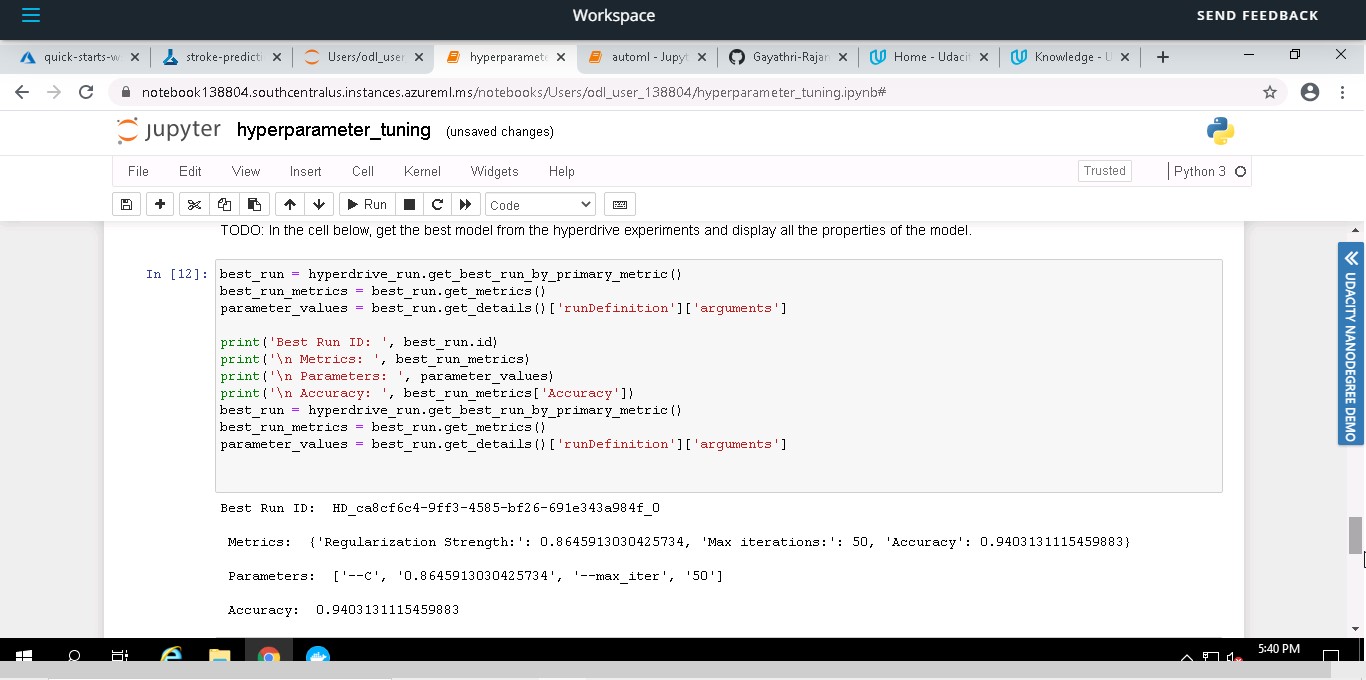 Workspace
SEND FEEDBACK
quick-starts-w
stroke-predicti
Users/odl_user
hyperparamet
automl - Jupyt
Gayathri-Rajan
Home - Udacit
Knowledge - U
notebook138804.southcentralus.instances.azureml.ms/notebooks/Users/odl_user_138804/hyperparameter_tuning.ipynb#
jupyter hyperparameter_tuning (unsaved changes)
File Edit View Insert Cell Kernel Widgets Help Trusted Python 3
Run Code
TODO: In the cell below, get the best model from the hyperdrive experiments and display all the properties of the model.
In [12]: best_run = hyperdrive_run.get_best_run_by_primary_metric()
best_run_metrics = best_run.get_metrics()
parameter_values = best_run.get_details()['runDefinition']['arguments']
print('Best Run ID: ', best_run.id)
print('\n Metrics: ', best_run_metrics)
print('\n Parameters: ', parameter_values)
print('\n Accuracy: ', best_run_metrics['Accuracy'])
best_run = hyperdrive_run.get_best_run_by_primary_metric()
best_run_metrics = best_run.get_metrics()
parameter_values = best_run.get_details()['runDefinition']['arguments']
Best Run ID:  HD_ca8cf6c4-9ff3-4585-bf26-691e343a984f_0
Metrics:  {'Regularization Strength:': 0.8645913030425734, 'Max iterations:': 50, 'Accuracy': 0.9403131115459883}
Parameters:  ['--C', '0.8645913030425734', '--max_iter', '50']
Accuracy:  0.9403131115459883
UDACITY NANODEGREE DEMO
5:40 PM